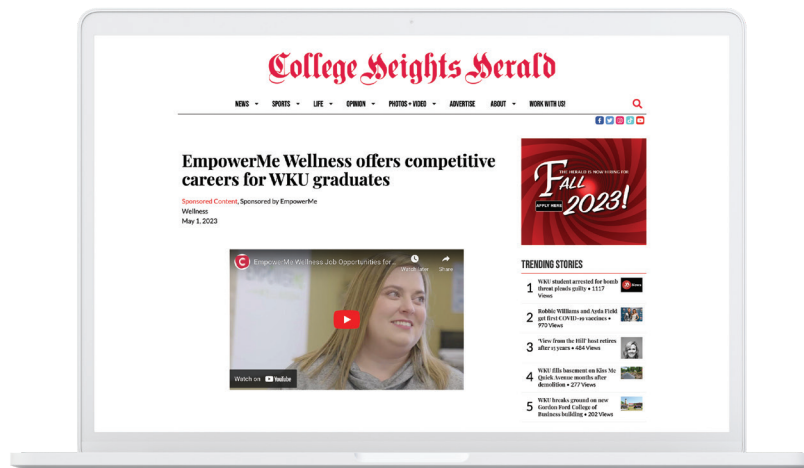 College Heights Herald
NEWS SPORTS LIFE OPINION PHOTOS + VIDEO ADVERTISE ABOUT WORK WITH US!
EmpowerMe Wellness offers competitive
careers for WKU graduates
Sponsored Content, Sponsored by EmpowerMe
Wellness
May 1, 2023
EmpowerMe Wellness Job Opportunities for
Watch later Share
Watch on YouTube
THE HERALD IS NOW HIRING FOR
FALL
2023!
APPLY HERE
TRENDING STORIES
1 WKU student arrested for bomb
threat pleads guilty • 1117
Views
2 Robbie Williams and Ayda Field
get first COVID-19 vaccines •
970 Views
3 'View from the Hill' host retires
after 13 years • 484 Views
4 WKU fills basement on Kiss Me
Quick Avenue months after
demolition • 277 Views
5 WKU breaks ground on new
Gordon Ford College of
Business building • 202 Views